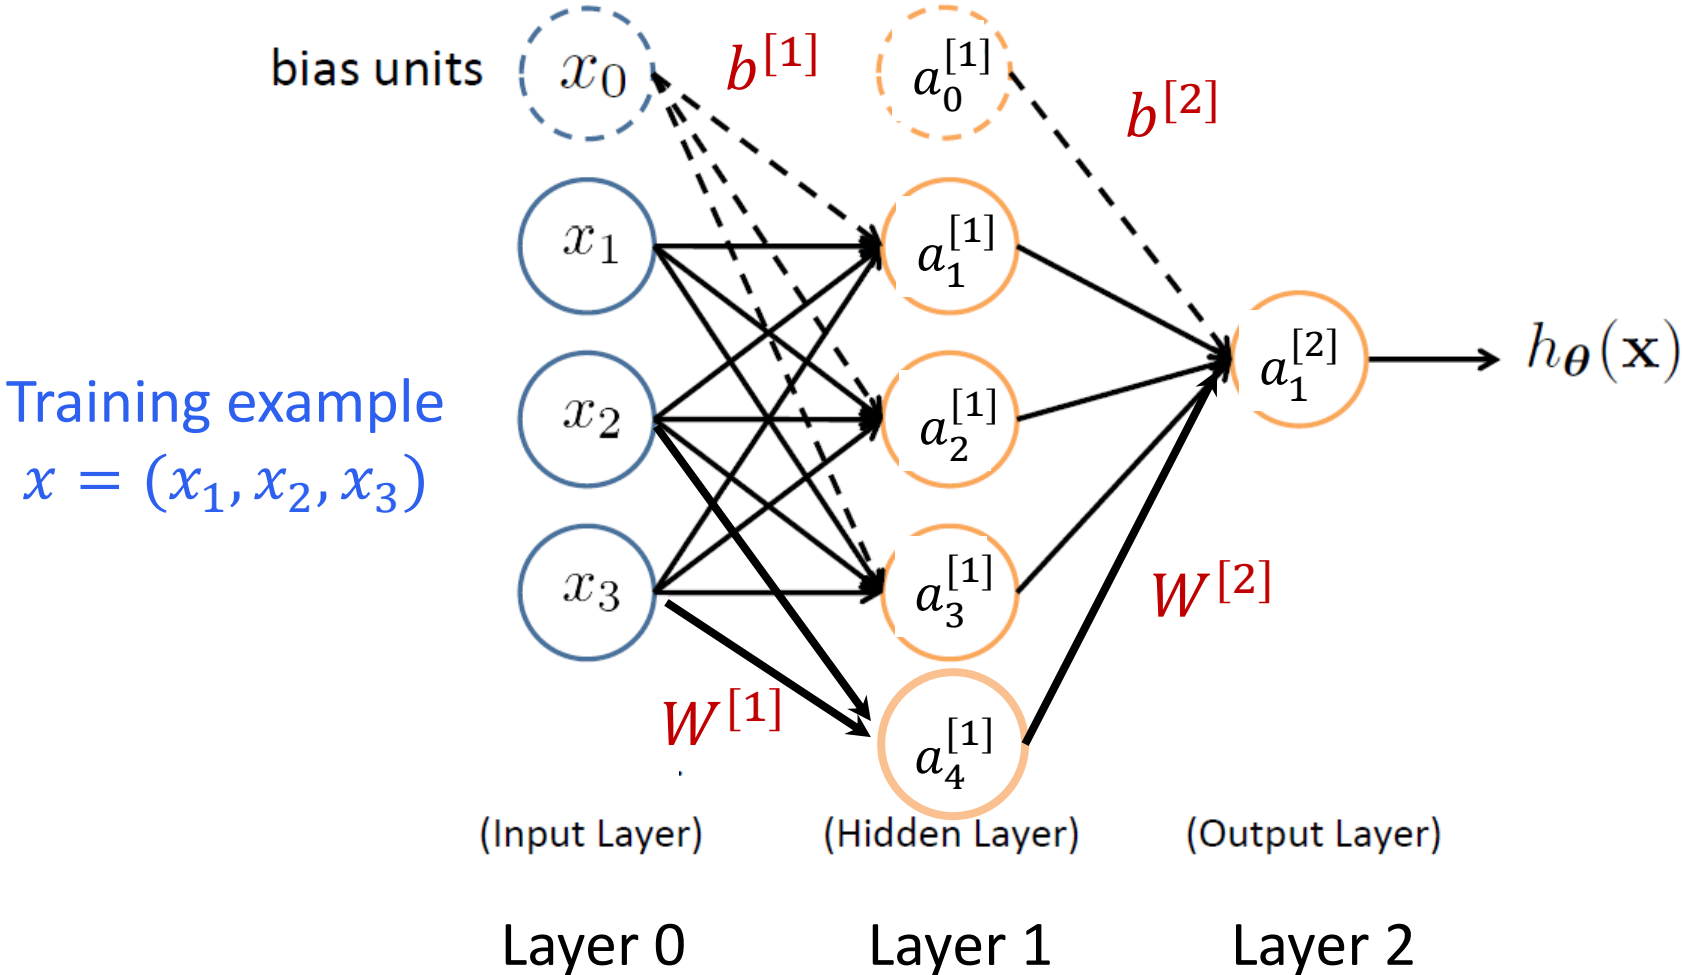 bias units
x₀
b^[1]
a₀^[1]
b^[2]
x₁
a₁^[1]
Training example
x = (x₁, x₂, x₃)
x₂
a₂^[1]
a₁^[2]
h_θ(x)
x₃
a₃^[1]
W^[2]
W^[1]
a₄^[1]
(Input Layer) (Hidden Layer) (Output Layer)
Layer 0 Layer 1 Layer 2